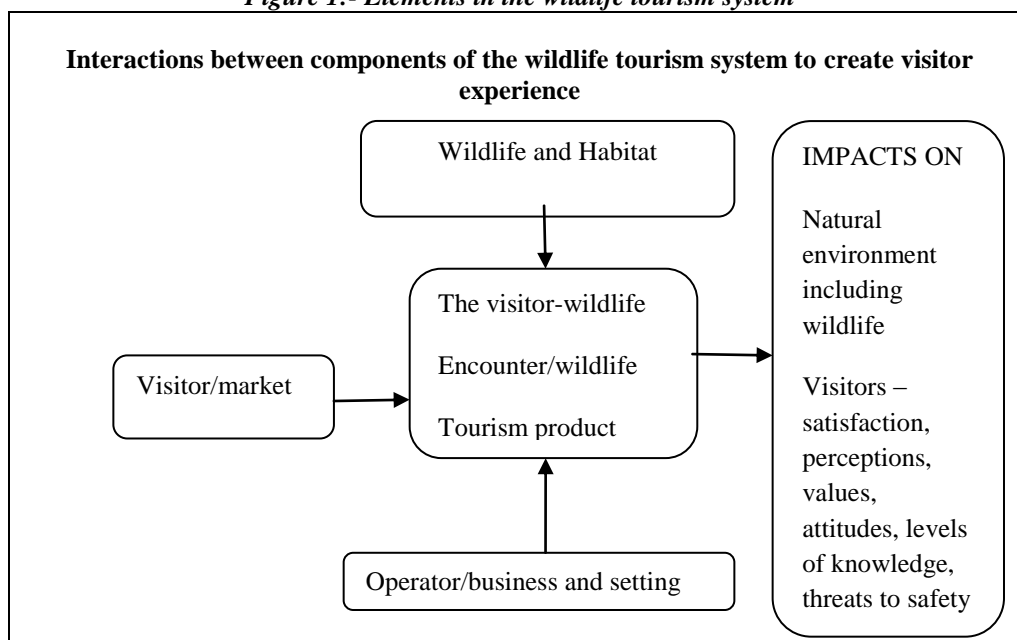 Figure 1.- Elements in the wildlife tourism system
Interactions between components of the wildlife tourism system to create visitor
experience
Wildlife and Habitat
Visitor/market
The visitor-wildlife
Encounter/wildlife
Tourism product
Operator/business and setting
IMPACTS ON
Natural
environment
including
wildlife
Visitors –
satisfaction,
perceptions,
values,
attitudes, levels
of knowledge,
threats to safety